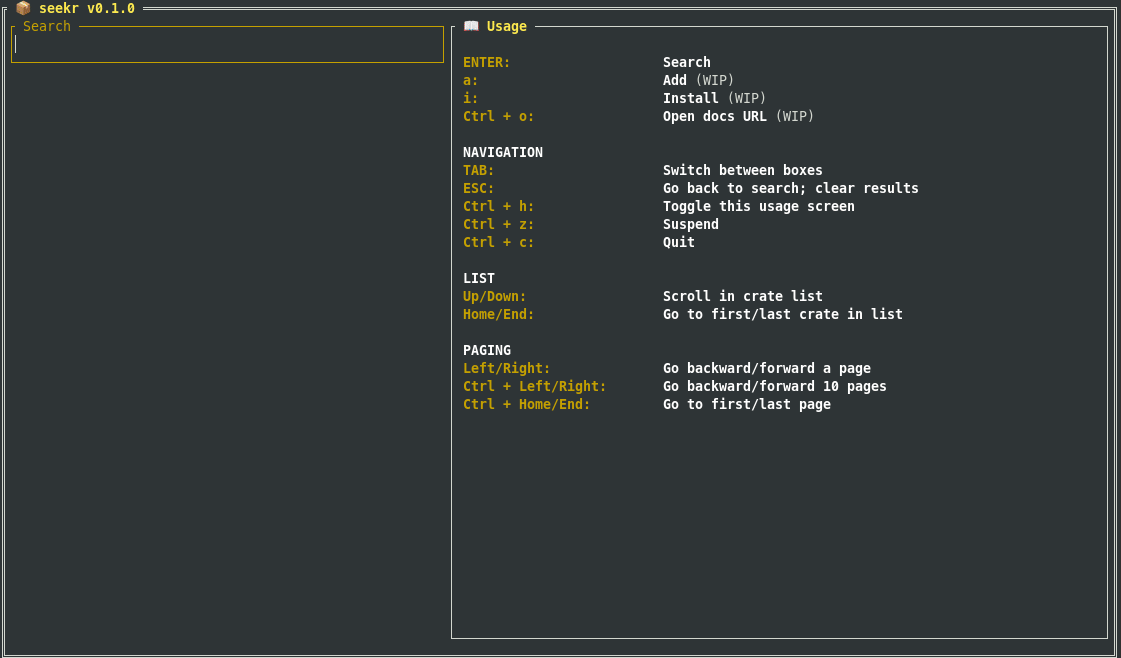 📦 seekr v0.1.0
Search
📖 Usage
ENTER: Search
a: Add (WIP)
i: Install (WIP)
Ctrl + o: Open docs URL (WIP)
NAVIGATION
TAB: Switch between boxes
ESC: Go back to search; clear results
Ctrl + h: Toggle this usage screen
Ctrl + z: Suspend
Ctrl + c: Quit
LIST
Up/Down: Scroll in crate list
Home/End: Go to first/last crate in list
PAGING
Left/Right: Go backward/forward a page
Ctrl + Left/Right: Go backward/forward 10 pages
Ctrl + Home/End: Go to first/last page